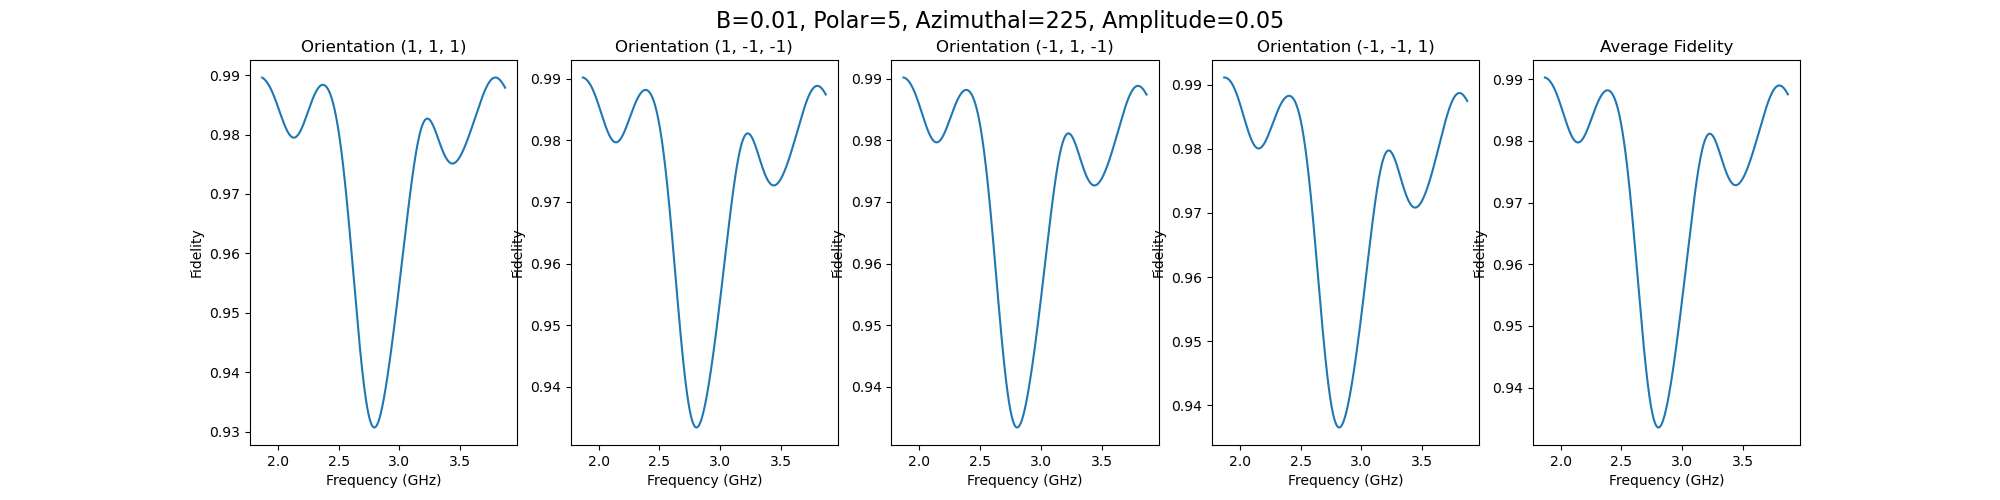 B=0.01, Polar=5, Azimuthal=225, Amplitude=0.05
Orientation (1, 1, 1)
0.99
0.98
0.97
0.96
0.95
0.94
0.93
Fidelity
2.0 2.5 3.0 3.5
Frequency (GHz)
Orientation (1, -1, -1)
0.99
0.98
0.97
0.96
0.95
0.94
Fidelity
2.0 2.5 3.0 3.5
Frequency (GHz)
Orientation (-1, 1, -1)
0.99
0.98
0.97
0.96
0.95
0.94
Fidelity
2.0 2.5 3.0 3.5
Frequency (GHz)
Orientation (-1, -1, 1)
0.99
0.98
0.97
0.96
0.95
0.94
Fidelity
2.0 2.5 3.0 3.5
Frequency (GHz)
Average Fidelity
0.99
0.98
0.97
0.96
0.95
0.94
Fidelity
2.0 2.5 3.0 3.5
Frequency (GHz)